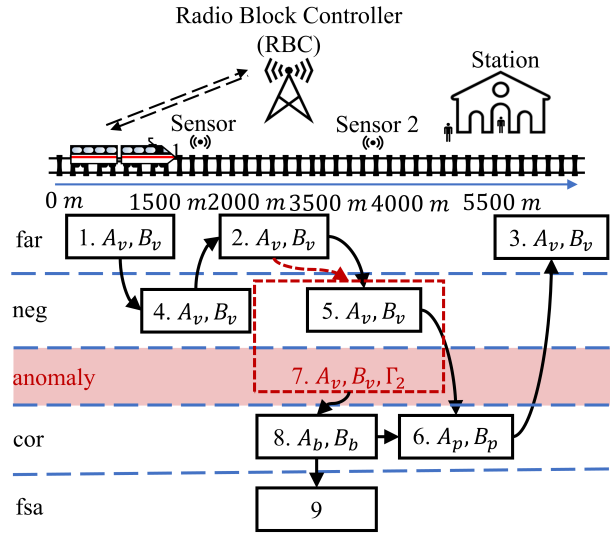 Radio Block Controller
(RBC)
Station
Sensor 1
Sensor 2
0 m 1500 m 2000 m 3500 m 4000 m 5500 m
far
1. A_v, B_v
2. A_v, B_v
3. A_v, B_v
neg
4. A_v, B_v
5. A_v, B_v
anomaly
7. A_v, B_v, Γ_2
cor
8. A_b, B_b
6. A_p, B_p
fsa
9